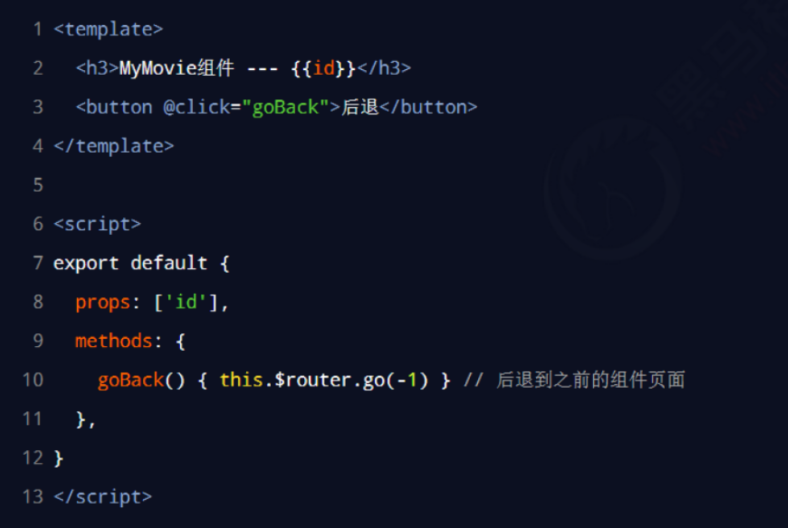 1 <template>
2   <h3>MyMovie组件 --- {{id}}</h3>
3   <button @click="goBack">后退</button>
4 </template>
5
6 <script>
7 export default {
8   props: ['id'],
9   methods: {
10     goBack() { this.$router.go(-1) } // 后退到之前的组件页面
11   },
12 }
13 </script>